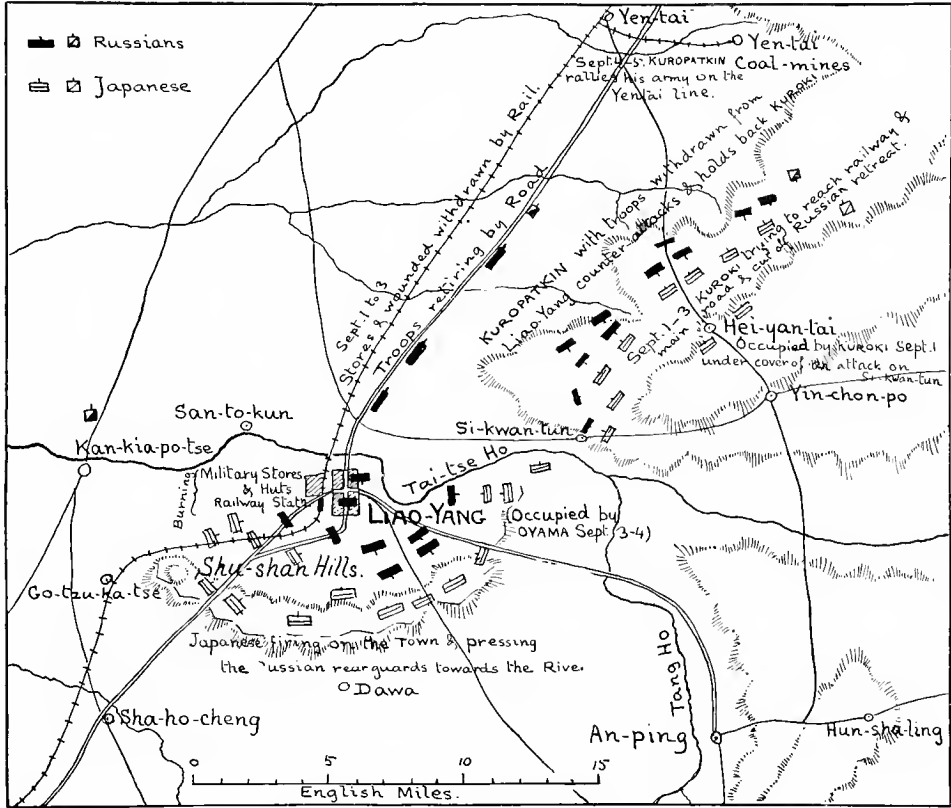 Russians
Japanese
Yen-tai
Yen-tai
Coal-mines
Sept. 4-5. KUROPATKIN
rallies his army on the
Yentai line.
Sept. 1 to 3
Stores & wounded withdrawn by Rail.
Troops retiring by Road
KUROPATKIN with troops withdrawn from
Liao-Yang counter attacks & holds back KUROKI
Sept. 1-3 KUROKI trying to reach railway &
main road & cut off Russian retreat.
Hei-yan-tai
Occupied by KUROKI Sept. 1
under cover of an attack on
Si-kwan-tun
Yin-chon-po
San-to-kun
Si-kwan-tun
Kan-kia-po-tse
Tai-tse Ho
Burning
Military Stores
& Huts
Railway Statn
LIAO-YANG
(Occupied by
OYAMA Sept. 3-4)
Shu-shan Hills.
Go-tzu-ka-tse
Japanese firing on the Town & pressing
the Russian rearguards towards the River.
Dawa
Sha-ho-cheng
Tang Ho
An-ping
Hun-sha-ling
0 5 10 15
English Miles.